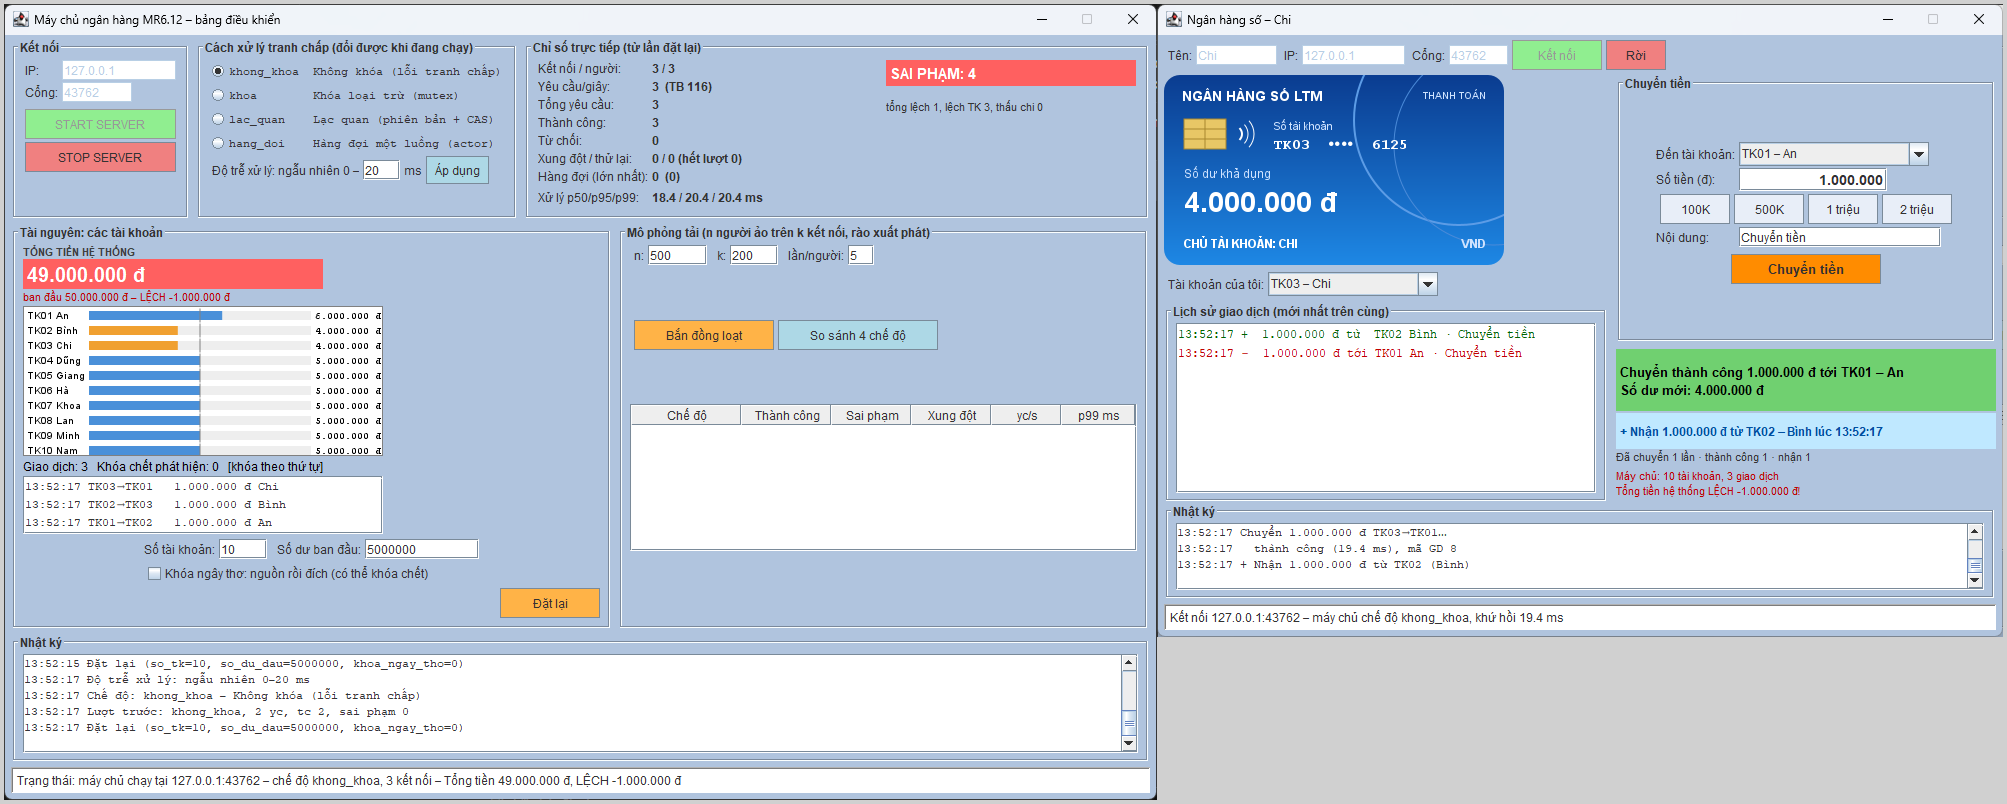 Máy chủ ngân hàng MR6.12 – bảng điều khiển
Kết nối
IP: 127.0.0.1
Cổng: 43762
START SERVER
STOP SERVER
Cách xử lý tranh chấp (đổi được khi đang chạy)
khong_khoa Không khóa (lỗi tranh chấp)
khoa Khóa loại trừ (mutex)
lac_quan Lạc quan (phiên bản + CAS)
hang_doi Hàng đợi một luồng (actor)
Độ trễ xử lý: ngẫu nhiên 0 – 20 ms Áp dụng
Chỉ số trực tiếp (từ lần đặt lại)
Kết nối / người: 3 / 3
Yêu cầu/giây: 3 (TB 116)
Tổng yêu cầu: 3
Thành công: 3
Từ chối: 0
Xung đột / thử lại: 0 / 0 (hết lượt 0)
Hàng đợi (lớn nhất): 0 (0)
Xử lý p50/p95/p99: 18.4 / 20.4 / 20.4 ms
SAI PHẠM: 4
tổng lệch 1, lệch TK 3, thấu chi 0
Tài nguyên: các tài khoản
TỔNG TIỀN HỆ THỐNG
49.000.000 đ
ban đầu 50.000.000 đ – LỆCH -1.000.000 đ
TK01 An 6.000.000 đ
TK02 Bình 4.000.000 đ
TK03 Chi 4.000.000 đ
TK04 Dũng 5.000.000 đ
TK05 Giang 5.000.000 đ
TK06 Hà 5.000.000 đ
TK07 Khoa 5.000.000 đ
TK08 Lan 5.000.000 đ
TK09 Minh 5.000.000 đ
TK10 Nam 5.000.000 đ
Giao dịch: 3 Khóa chết phát hiện: 0 [khóa theo thứ tự]
13:52:17 TK03→TK01 1.000.000 đ Chi
13:52:17 TK02→TK03 1.000.000 đ Bình
13:52:17 TK01→TK02 1.000.000 đ An
Số tài khoản: 10 Số dư ban đầu: 5000000
Khóa ngây thơ: nguồn rồi đích (có thể khóa chết)
Đặt lại
Mô phỏng tải (n người ảo trên k kết nối, rào xuất phát)
n: 500 k: 200 lần/người: 5
Bắn đồng loạt So sánh 4 chế độ
Chế độ Thành công Sai phạm Xung đột yc/s p99 ms
Nhật ký
13:52:15 Đặt lại (so_tk=10, so_du_dau=5000000, khoa_ngay_tho=0)
13:52:17 Độ trễ xử lý: ngẫu nhiên 0–20 ms
13:52:17 Chế độ: khong_khoa – Không khóa (lỗi tranh chấp)
13:52:17 Lượt trước: khong_khoa, 2 yc, tc 2, sai phạm 0
13:52:17 Đặt lại (so_tk=10, so_du_dau=5000000, khoa_ngay_tho=0)
Trạng thái: máy chủ chạy tại 127.0.0.1:43762 – chế độ khong_khoa, 3 kết nối – Tổng tiền 49.000.000 đ, LỆCH -1.000.000 đ
Ngân hàng số – Chi
Tên: Chi IP: 127.0.0.1 Cổng: 43762 Kết nối Rời
NGÂN HÀNG SỐ LTM THANH TOÁN
Số tài khoản
TK03 •••• 6125
Số dư khả dụng
4.000.000 đ
CHỦ TÀI KHOẢN: CHI VND
Tài khoản của tôi: TK03 – Chi
Lịch sử giao dịch (mới nhất trên cùng)
13:52:17 + 1.000.000 đ từ TK02 Bình · Chuyển tiền
13:52:17 - 1.000.000 đ tới TK01 An · Chuyển tiền
Chuyển tiền
Đến tài khoản: TK01 – An
Số tiền (đ): 1.000.000
100K 500K 1 triệu 2 triệu
Nội dung: Chuyển tiền
Chuyển tiền
Chuyển thành công 1.000.000 đ tới TK01 – An
Số dư mới: 4.000.000 đ
+ Nhận 1.000.000 đ từ TK02 – Bình lúc 13:52:17
Đã chuyển 1 lần · thành công 1 · nhận 1
Máy chủ: 10 tài khoản, 3 giao dịch
Tổng tiền hệ thống LỆCH -1.000.000 đ!
Nhật ký
13:52:17 Chuyển 1.000.000 đ TK03→TK01…
13:52:17 thành công (19.4 ms), mã GD 8
13:52:17 + Nhận 1.000.000 đ từ TK02 (Bình)
Kết nối 127.0.0.1:43762 – máy chủ chế độ khong_khoa, khứ hồi 19.4 ms